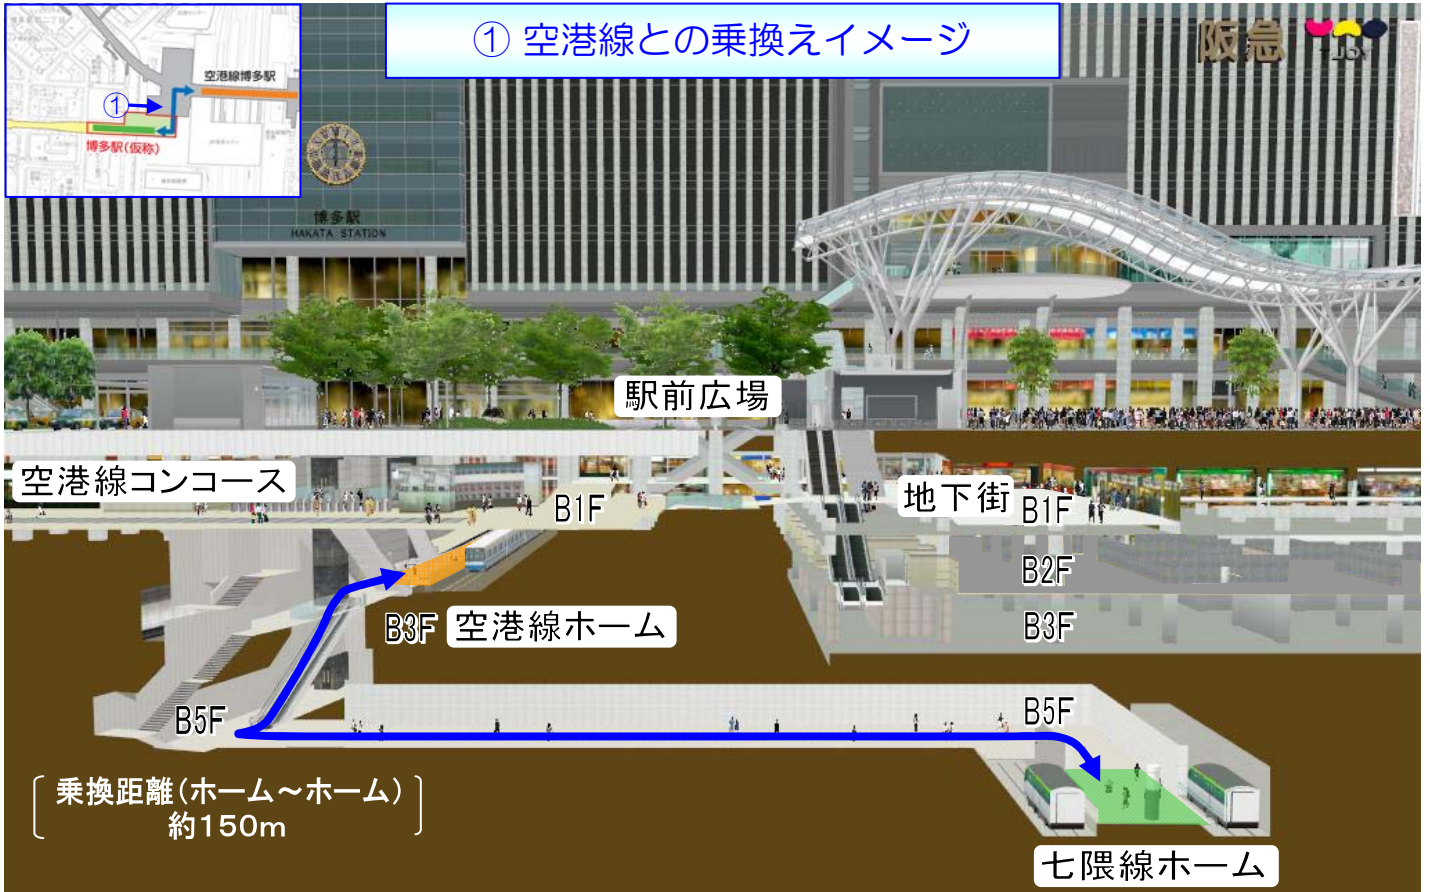 ① 空港線との乗換えイメージ
阪急
T·JOY
空港線博多駅
①
博多駅(仮称)
博多駅
HAKATA STATION
駅前広場
空港線コンコース
B1F
地下街
B1F
B2F
B3F
空港線ホーム
B3F
B5F
B5F
乗換距離(ホーム～ホーム)
約150m
七隈線ホーム